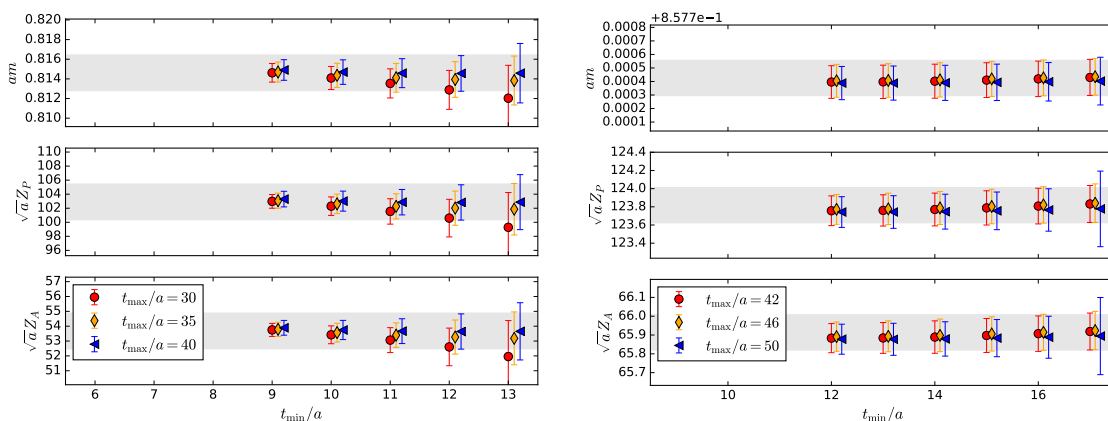 0.820
0.818
0.816
0.814
0.812
0.810
am
106
104
102
100
98
96
√a Z_P
57
56
55
54
53
52
51
√a Z_A
t_max/a = 30
t_max/a = 35
t_max/a = 40
6 7 8 9 10 11 12 13
t_min/a
+8.577e−1
0.0008
0.0007
0.0006
0.0005
0.0004
0.0003
0.0002
0.0001
am
124.4
124.2
124.0
123.8
123.6
123.4
√a Z_P
66.1
66.0
65.9
65.8
65.7
√a Z_A
t_max/a = 42
t_max/a = 46
t_max/a = 50
10 12 14 16
t_min/a